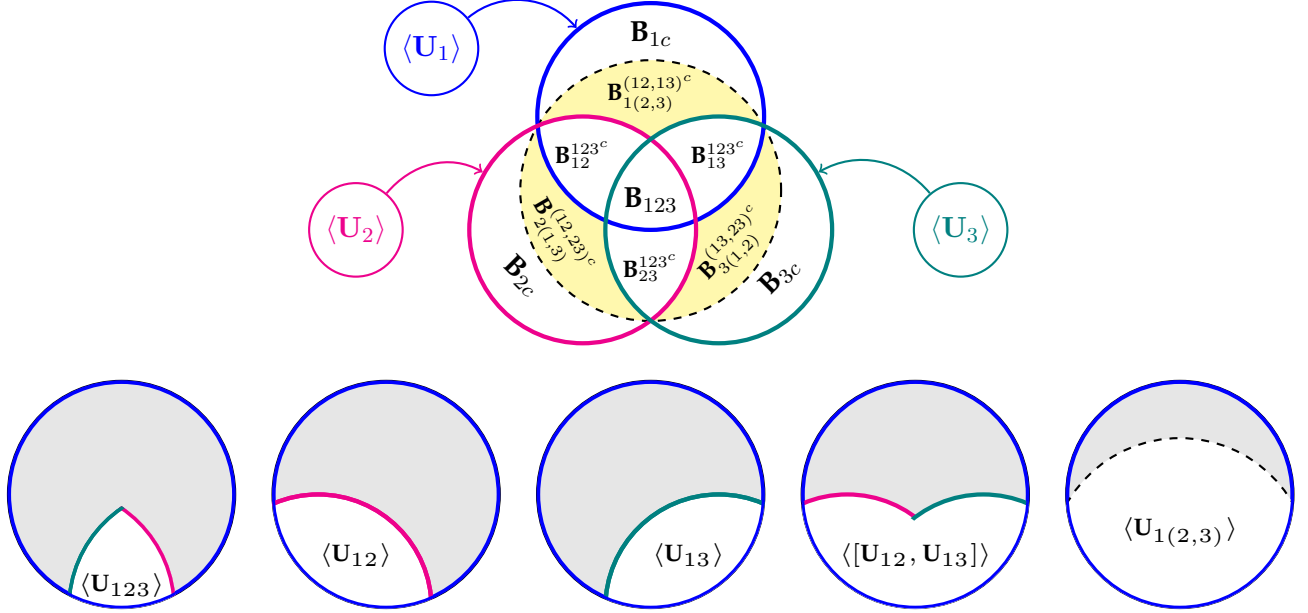 ⟨U₁⟩
B₁c
B₁₍₂,₃₎^(12,13)^c
B₁₂^123^c
B₁₃^123^c
⟨U₂⟩
B₁₂₃
⟨U₃⟩
B₂₍₁,₃₎^(12,23)^c
B₃₍₁,₂₎^(13,23)^c
B₂c
B₂₃^123^c
B₃c
⟨U₁₂₃⟩
⟨U₁₂⟩
⟨U₁₃⟩
⟨[U₁₂, U₁₃]⟩
⟨U₁₍₂,₃₎⟩